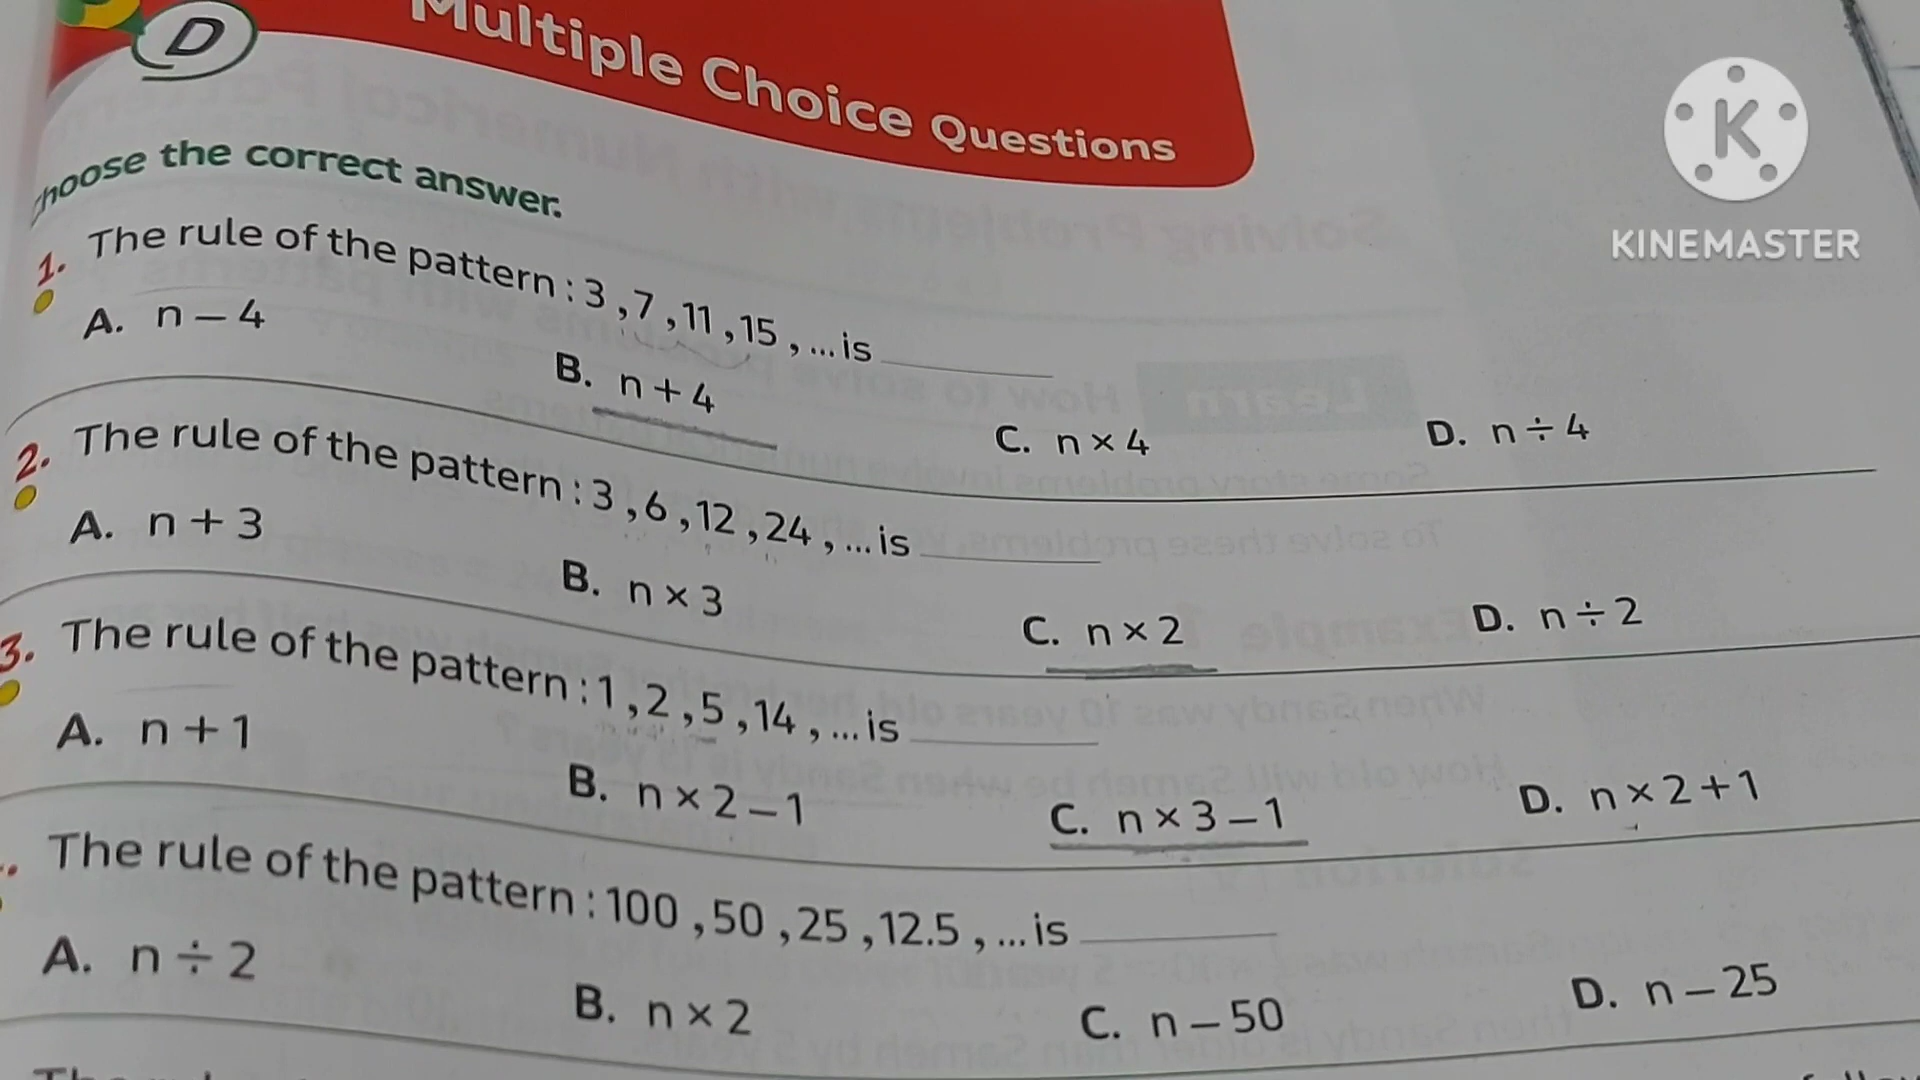 D
Multiple Choice Questions
K
KINEMASTER
hoose the correct answer.
1. The rule of the pattern : 3 , 7 , 11 , 15 , ... is
A. n – 4
B. n + 4
C. n × 4
D. n ÷ 4
2. The rule of the pattern : 3 , 6 , 12 , 24 , ... is
A. n + 3
B. n × 3
C. n × 2
D. n ÷ 2
3. The rule of the pattern : 1 , 2 , 5 , 14 , ... is
A. n + 1
B. n × 2 – 1
C. n × 3 – 1
D. n × 2 + 1
The rule of the pattern : 100 , 50 , 25 , 12.5 , ... is
A. n ÷ 2
B. n × 2
C. n – 50
D. n – 25